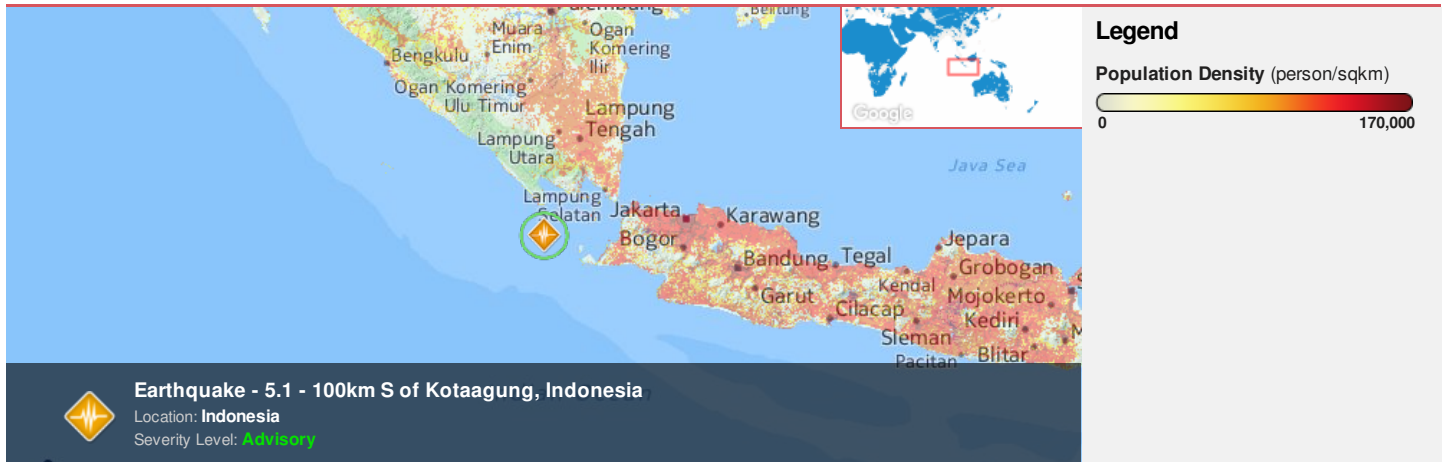 Belitung
Muara
Enim
Ogan
Komering
Ilir
Bengkulu
Ogan Komering
Ulu Timur
Lampung
Tengah
Lampung
Utara
Lampung
Selatan
Jakarta
Karawang
Bogor
Bandung
Tegal
Jepara
Grobogan
Kendal
Garut
Mojokerto
Cilacap
Kediri
Sleman
Pacitan
Blitar
Java Sea
Google
Legend
Population Density (person/sqkm)
0
170,000
Earthquake - 5.1 - 100km S of Kotaagung, Indonesia
Location: Indonesia
Severity Level: Advisory